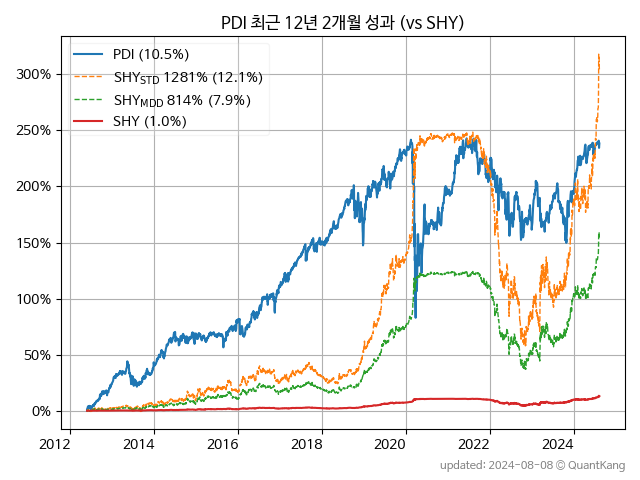 PDI 최근 12년 2개월 성과 (vs SHY)
PDI (10.5%)
SHY_STD 1281% (12.1%)
SHY_MDD 814% (7.9%)
SHY (1.0%)
300%
250%
200%
150%
100%
50%
0%
2012 2014 2016 2018 2020 2022 2024
updated: 2024-08-08 © QuantKang